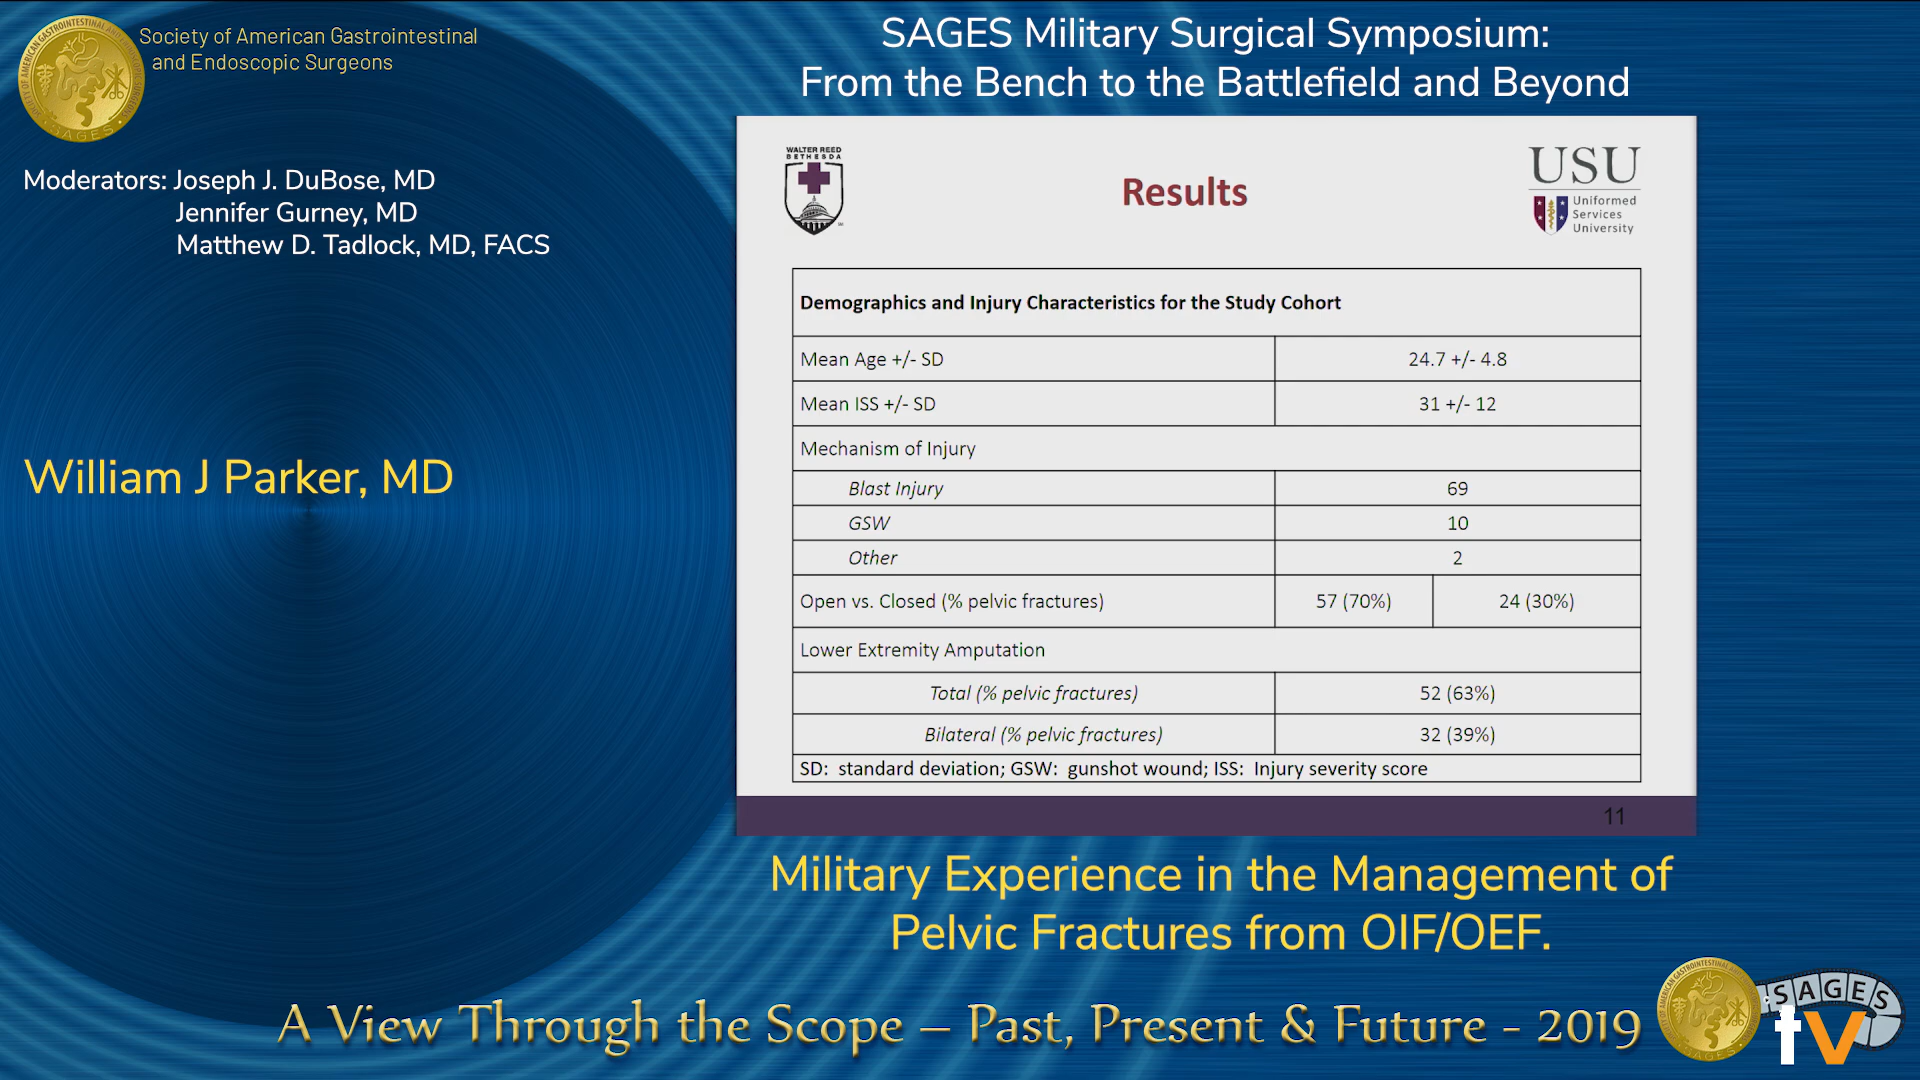 Society of American Gastrointestinal
and Endoscopic Surgeons
SAGES
Moderators: Joseph J. DuBose, MD
Jennifer Gurney, MD
Matthew D. Tadlock, MD, FACS
William J Parker, MD
SAGES Military Surgical Symposium:
From the Bench to the Battlefield and Beyond
WALTER REED
BETHESDA
Results
USU
Uniformed
Services
University
Demographics and Injury Characteristics for the Study Cohort
Mean Age +/- SD 24.7 +/- 4.8
Mean ISS +/- SD 31 +/- 12
Mechanism of Injury
Blast Injury 69
GSW 10
Other 2
Open vs. Closed (% pelvic fractures) 57 (70%) 24 (30%)
Lower Extremity Amputation
Total (% pelvic fractures) 52 (63%)
Bilateral (% pelvic fractures) 32 (39%)
SD: standard deviation; GSW: gunshot wound; ISS: Injury severity score
11
Military Experience in the Management of
Pelvic Fractures from OIF/OEF.
A View Through the Scope – Past, Present & Future - 2019
SAGES
tv